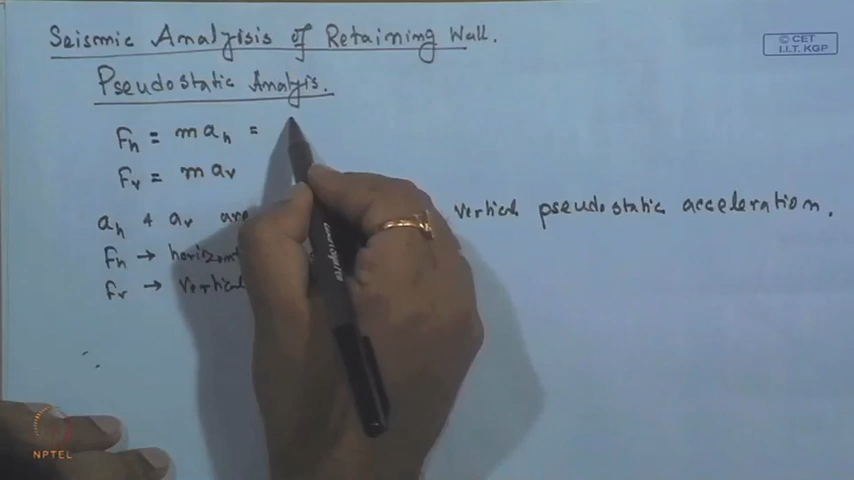 Seismic Analysis of Retaining Wall.
© CET
I.I.T. KGP
Pseudostatic Analysis.
Fh = m ah =
Fv = m av
ah & av are vertical pseudostatic acceleration.
Fh →
Fv → vertical
NPTEL